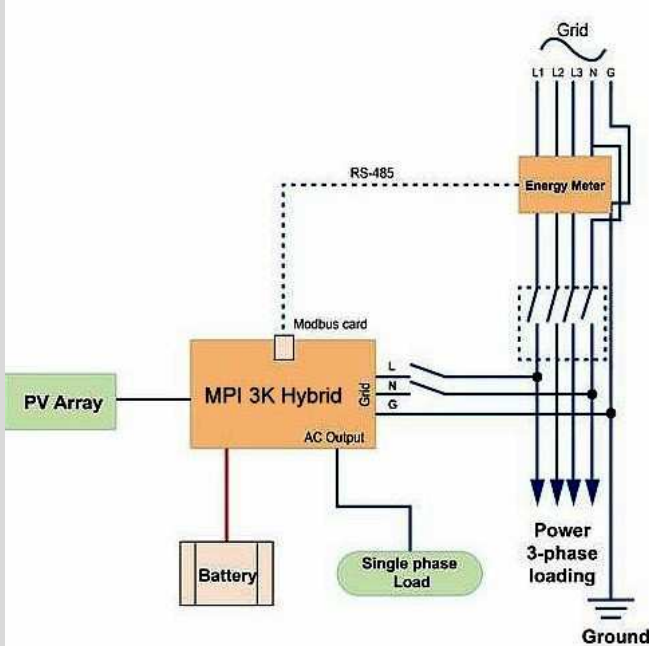 Grid
L1 L2 L3 N G
RS-485
Energy Meter
Modbus card
MPI 3K Hybrid
Grid
L
N
G
PV Array
AC Output
Battery
Single phase
Load
Power
3-phase
loading
Ground